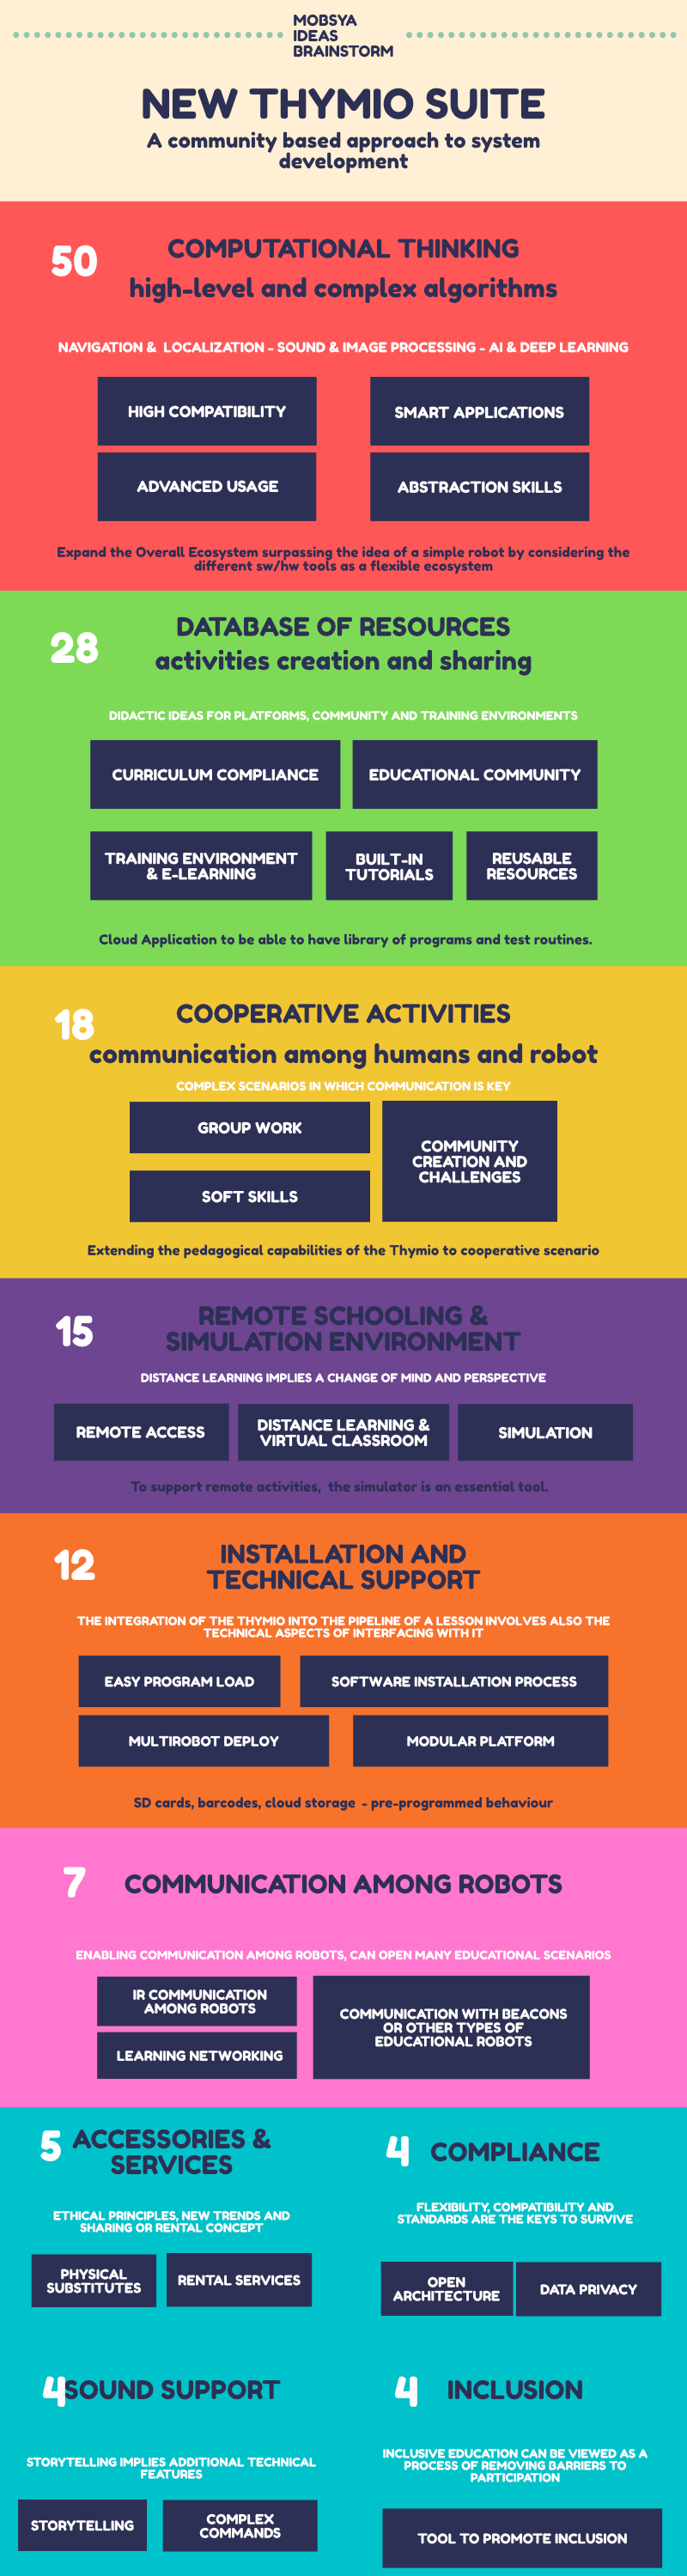 MOBSYA
IDEAS
BRAINSTORM
NEW THYMIO SUITE
A community based approach to system
development
50
COMPUTATIONAL THINKING
high-level and complex algorithms
NAVIGATION & LOCALIZATION - SOUND & IMAGE PROCESSING - AI & DEEP LEARNING
HIGH COMPATIBILITY
SMART APPLICATIONS
ADVANCED USAGE
ABSTRACTION SKILLS
Expand the Overall Ecosystem surpassing the idea of a simple robot by considering the
different sw/hw tools as a flexible ecosystem
28
DATABASE OF RESOURCES
activities creation and sharing
DIDACTIC IDEAS FOR PLATFORMS, COMMUNITY AND TRAINING ENVIRONMENTS
CURRICULUM COMPLIANCE
EDUCATIONAL COMMUNITY
TRAINING ENVIRONMENT
& E-LEARNING
BUILT-IN
TUTORIALS
REUSABLE
RESOURCES
Cloud Application to be able to have library of programs and test routines.
18
COOPERATIVE ACTIVITIES
communication among humans and robot
COMPLEX SCENARIOS IN WHICH COMMUNICATION IS KEY
GROUP WORK
SOFT SKILLS
COMMUNITY
CREATION AND
CHALLENGES
Extending the pedagogical capabilities of the Thymio to cooperative scenario
15
REMOTE SCHOOLING &
SIMULATION ENVIRONMENT
DISTANCE LEARNING IMPLIES A CHANGE OF MIND AND PERSPECTIVE
REMOTE ACCESS
DISTANCE LEARNING &
VIRTUAL CLASSROOM
SIMULATION
To support remote activities, the simulator is an essential tool.
12
INSTALLATION AND
TECHNICAL SUPPORT
THE INTEGRATION OF THE THYMIO INTO THE PIPELINE OF A LESSON INVOLVES ALSO THE
TECHNICAL ASPECTS OF INTERFACING WITH IT
EASY PROGRAM LOAD
SOFTWARE INSTALLATION PROCESS
MULTIROBOT DEPLOY
MODULAR PLATFORM
SD cards, barcodes, cloud storage - pre-programmed behaviour
7
COMMUNICATION AMONG ROBOTS
ENABLING COMMUNICATION AMONG ROBOTS, CAN OPEN MANY EDUCATIONAL SCENARIOS
IR COMMUNICATION
AMONG ROBOTS
LEARNING NETWORKING
COMMUNICATION WITH BEACONS
OR OTHER TYPES OF
EDUCATIONAL ROBOTS
5
ACCESSORIES &
SERVICES
ETHICAL PRINCIPLES, NEW TRENDS AND
SHARING OR RENTAL CONCEPT
PHYSICAL
SUBSTITUTES
RENTAL SERVICES
4
COMPLIANCE
FLEXIBILITY, COMPATIBILITY AND
STANDARDS ARE THE KEYS TO SURVIVE
OPEN
ARCHITECTURE
DATA PRIVACY
4
SOUND SUPPORT
STORYTELLING IMPLIES ADDITIONAL TECHNICAL
FEATURES
STORYTELLING
COMPLEX
COMMANDS
4
INCLUSION
INCLUSIVE EDUCATION CAN BE VIEWED AS A
PROCESS OF REMOVING BARRIERS TO
PARTICIPATION
TOOL TO PROMOTE INCLUSION